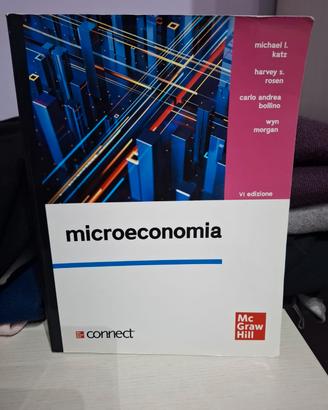 michael l.
katz
harvey s.
rosen
carlo andrea
bollino
wyn
morgan
VI edizione
microeconomia
connect
Mc
Graw
Hill